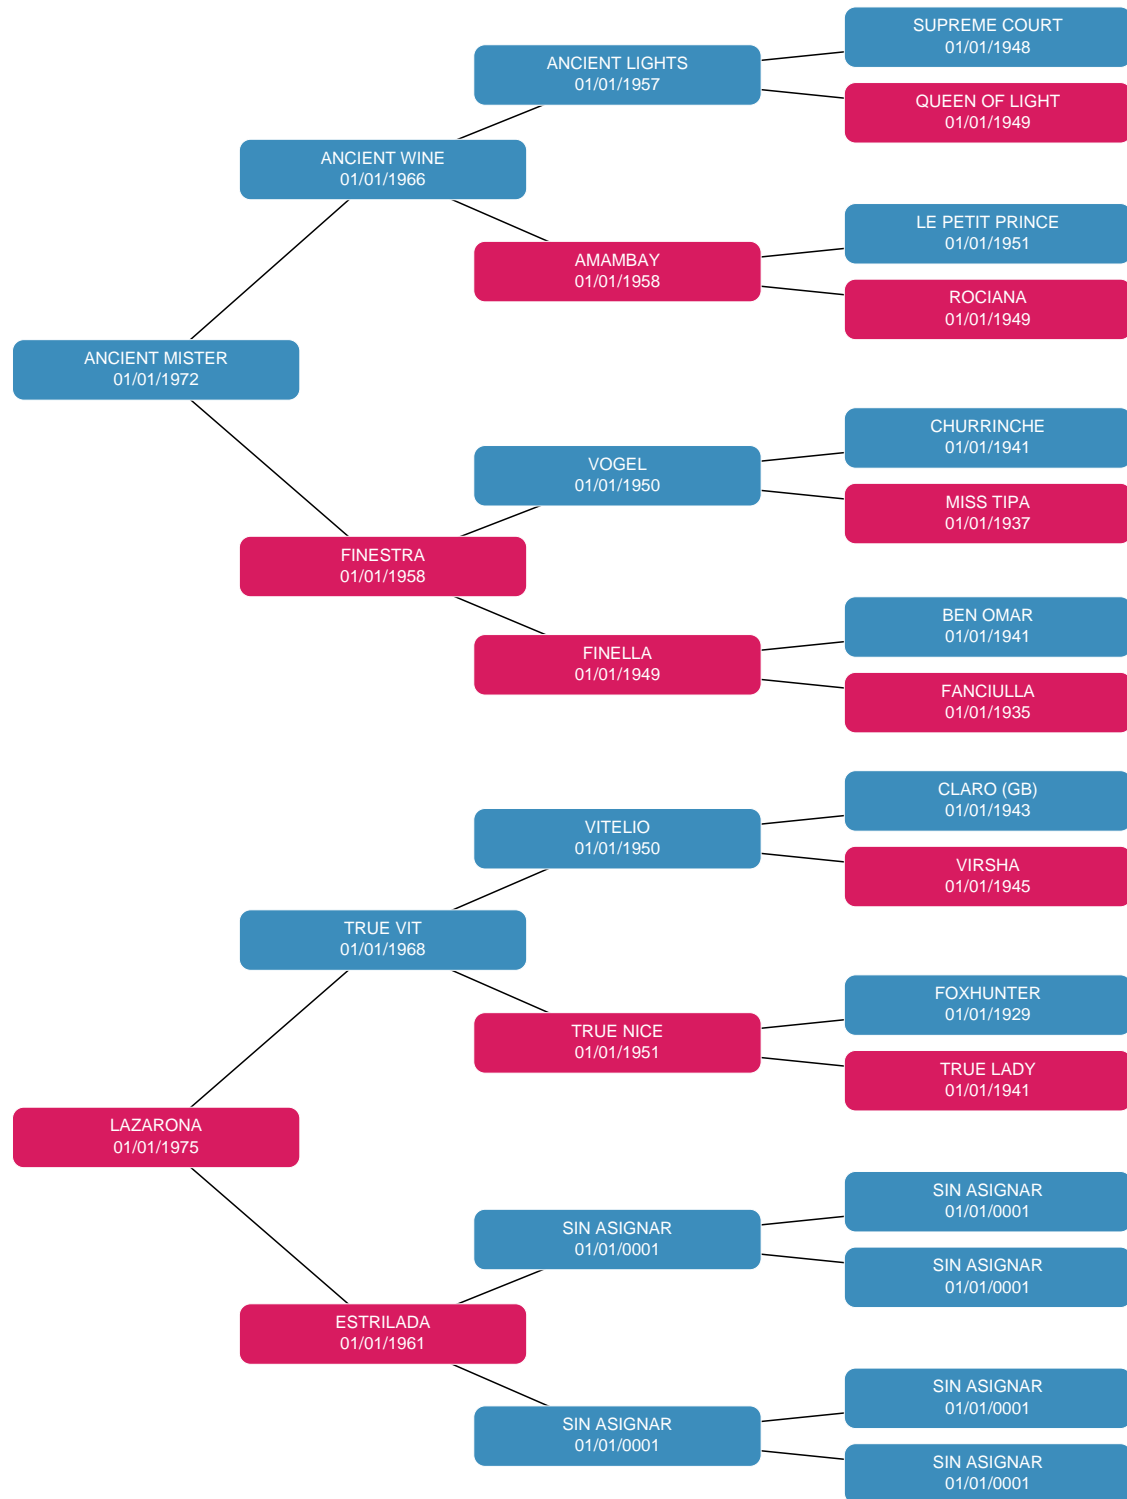 SUPREME COURT
01/01/1948
ANCIENT LIGHTS
01/01/1957
QUEEN OF LIGHT
01/01/1949
ANCIENT WINE
01/01/1966
LE PETIT PRINCE
01/01/1951
AMAMBAY
01/01/1958
ROCIANA
01/01/1949
ANCIENT MISTER
01/01/1972
CHURRINCHE
01/01/1941
VOGEL
01/01/1950
MISS TIPA
01/01/1937
FINESTRA
01/01/1958
BEN OMAR
01/01/1941
FINELLA
01/01/1949
FANCIULLA
01/01/1935
CLARO (GB)
01/01/1943
VITELIO
01/01/1950
VIRSHA
01/01/1945
TRUE VIT
01/01/1968
FOXHUNTER
01/01/1929
TRUE NICE
01/01/1951
TRUE LADY
01/01/1941
LAZARONA
01/01/1975
SIN ASIGNAR
01/01/0001
SIN ASIGNAR
01/01/0001
SIN ASIGNAR
01/01/0001
ESTRILADA
01/01/1961
SIN ASIGNAR
01/01/0001
SIN ASIGNAR
01/01/0001
SIN ASIGNAR
01/01/0001